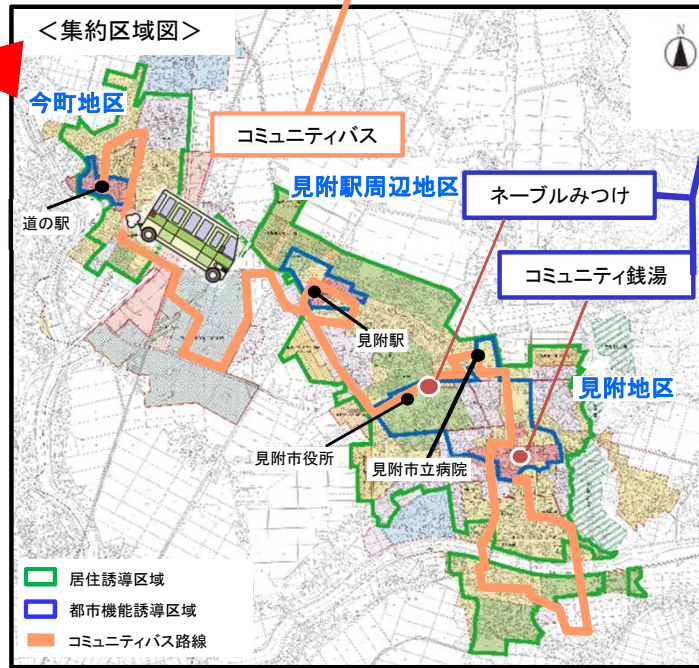 ＜集約区域図＞
N
今町地区
コミュニティバス
見附駅周辺地区
ネーブルみつけ
道の駅
コミュニティ銭湯
見附駅
見附地区
見附市役所
見附市立病院
居住誘導区域
都市機能誘導区域
コミュニティバス路線